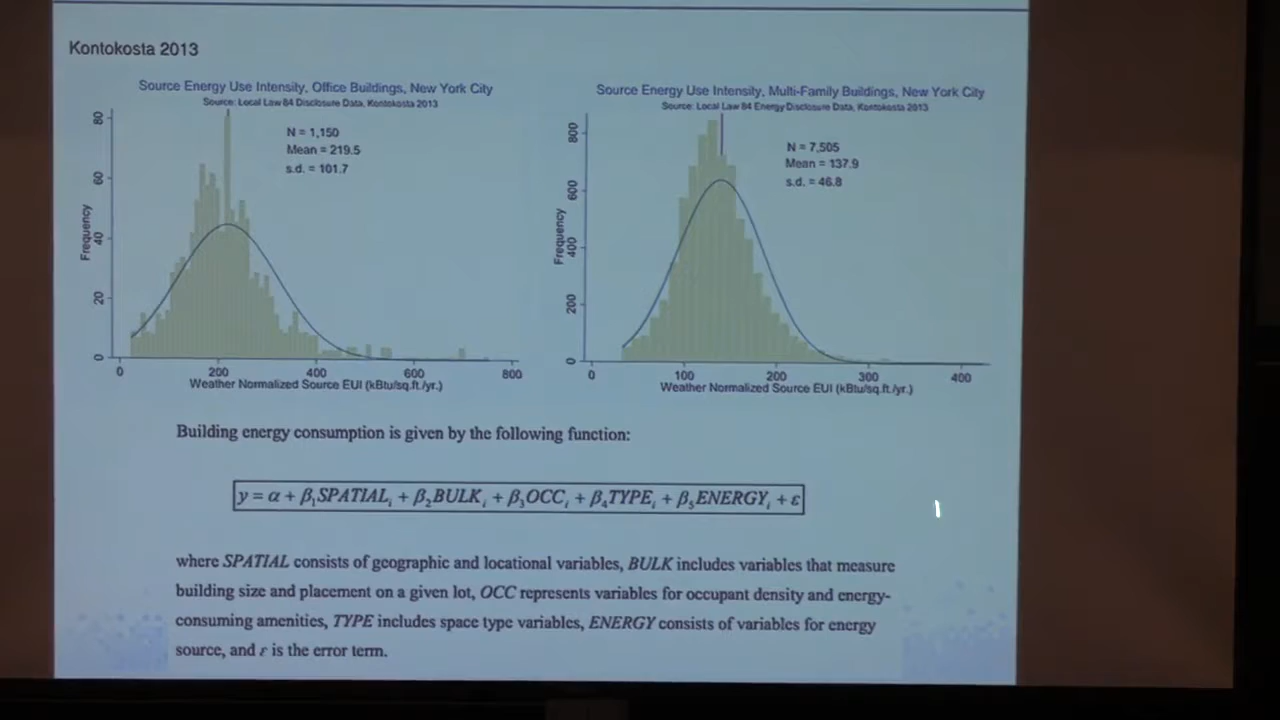 Kontokosta 2013
Source Energy Use Intensity, Office Buildings, New York City
Source: Local Law 84 Disclosure Data, Kontokosta 2013
N = 1,150
Mean = 219.5
s.d. = 101.7
Frequency
80
60
40
20
0
0 200 400 600 800
Weather Normalized Source EUI (kBtu/sq.ft./yr.)
Source Energy Use Intensity, Multi-Family Buildings, New York City
Source: Local Law 84 Energy Disclosure Data, Kontokosta 2013
N = 7,505
Mean = 137.9
s.d. = 46.8
Frequency
800
600
400
200
0
0 100 200 300 400
Weather Normalized Source EUI (kBtu/sq.ft./yr.)
Building energy consumption is given by the following function:
y = α + β₁SPATIALᵢ + β₂BULKᵢ + β₃OCCᵢ + β₄TYPEᵢ + β₅ENERGYᵢ + ε
where SPATIAL consists of geographic and locational variables, BULK includes variables that measure
building size and placement on a given lot, OCC represents variables for occupant density and energy-
consuming amenities, TYPE includes space type variables, ENERGY consists of variables for energy
source, and ε is the error term.